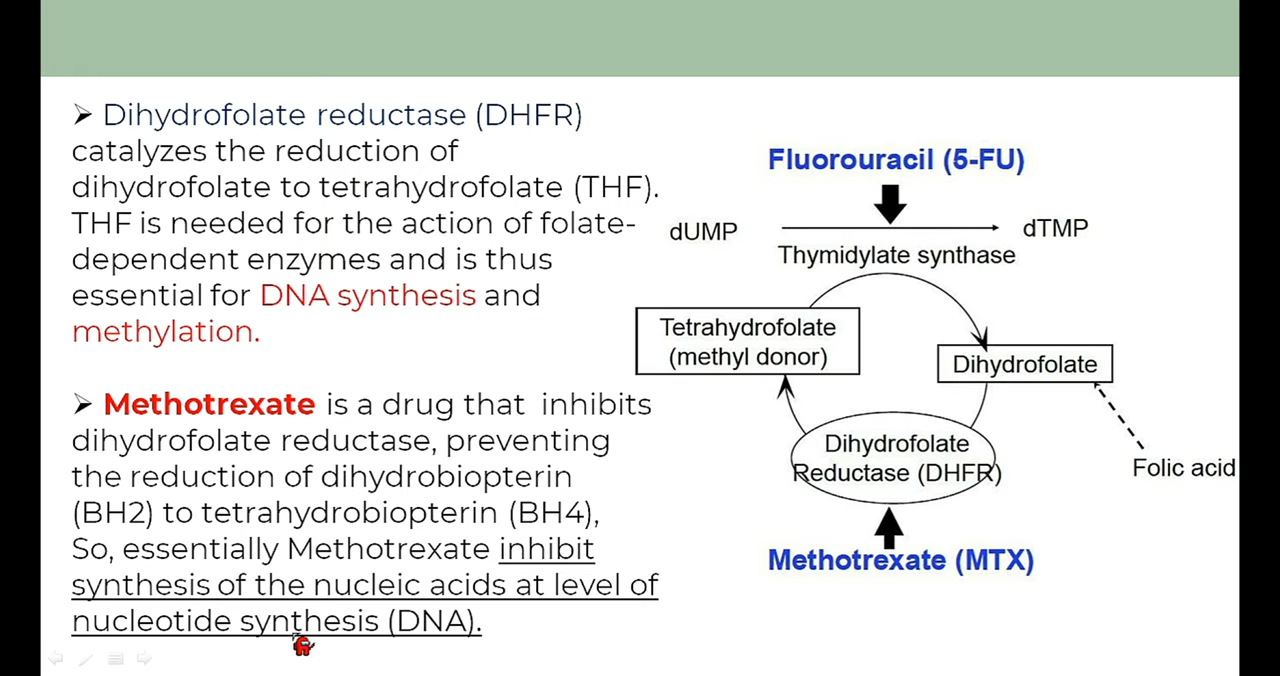 ➢ Dihydrofolate reductase (DHFR)
catalyzes the reduction of
dihydrofolate to tetrahydrofolate (THF).
THF is needed for the action of folate-
dependent enzymes and is thus
essential for DNA synthesis and
methylation.
➢ Methotrexate is a drug that inhibits
dihydrofolate reductase, preventing
the reduction of dihydrobiopterin
(BH2) to tetrahydrobiopterin (BH4),
So, essentially Methotrexate inhibit
synthesis of the nucleic acids at level of
nucleotide synthesis (DNA).
Fluorouracil (5-FU)
dUMP
dTMP
Thymidylate synthase
Tetrahydrofolate
(methyl donor)
Dihydrofolate
Dihydrofolate
Reductase (DHFR)
Folic acid
Methotrexate (MTX)